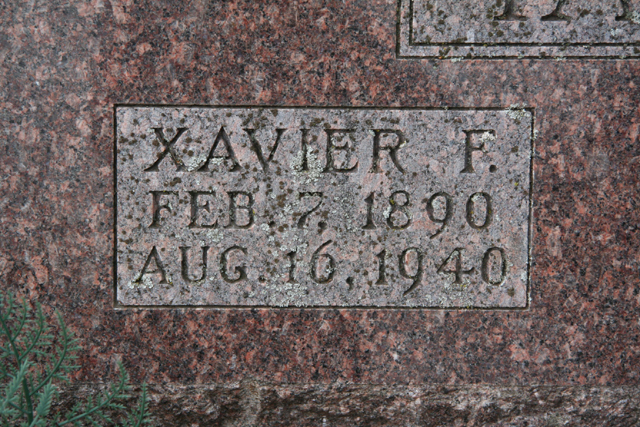 XAVIER F.
FEB. 7, 1890
AUG. 16, 1940